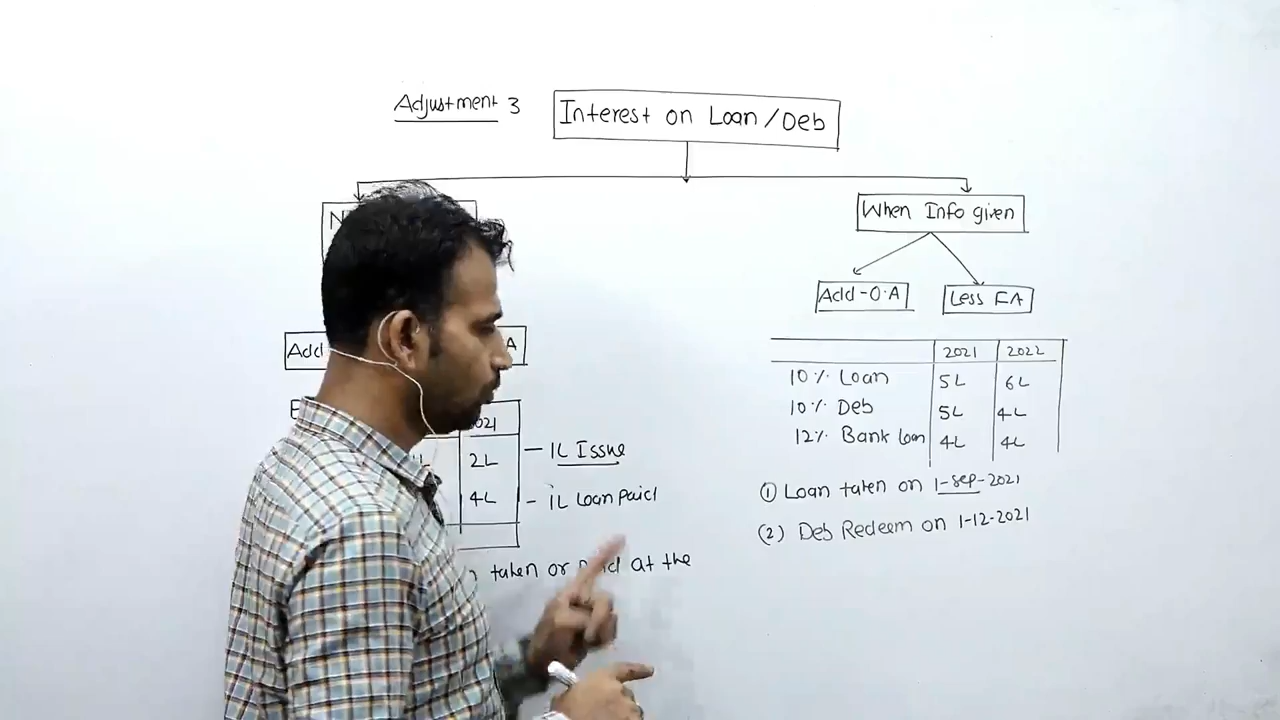 Adjustment 3
Interest on Loan/Deb
N
When Info given
Add-O.A
Less FA
Add
A
2021 2022
10% Loan 5L 6L
10% Deb 5L 4L
12% Bank loan 4L 4L
E
021
2L - 1L Issue
4L - 1L Loan paid
taken or paid at the
(1) Loan taken on 1-Sep-2021
(2) Deb Redeem on 1-12-2021